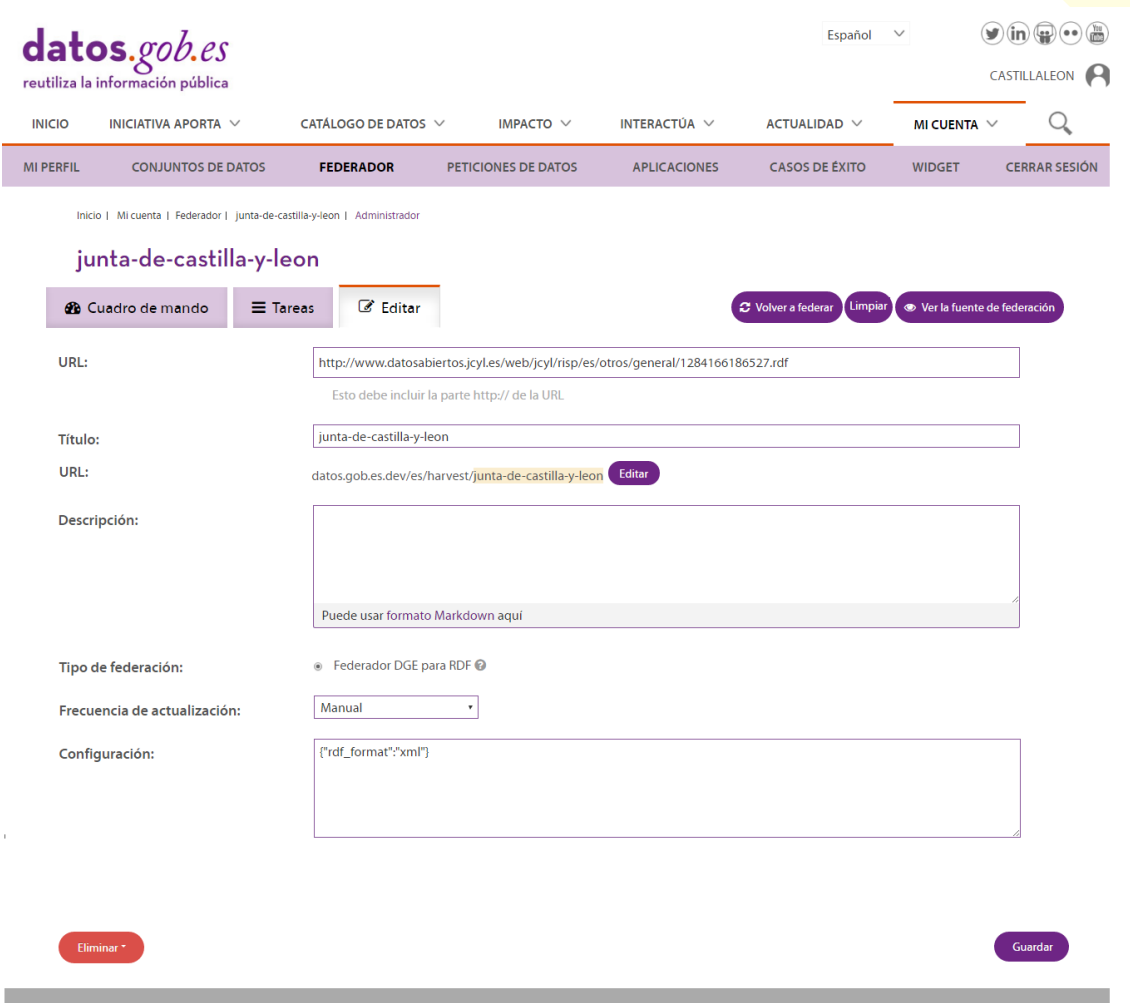 datos.gob.es
reutiliza la información pública
Español
You Tube
CASTILLALEON
INICIO INICIATIVA APORTA CATÁLOGO DE DATOS IMPACTO INTERACTÚA ACTUALIDAD MI CUENTA
MI PERFIL CONJUNTOS DE DATOS FEDERADOR PETICIONES DE DATOS APLICACIONES CASOS DE ÉXITO WIDGET CERRAR SESIÓN
Inicio | Mi cuenta | Federador | junta-de-castilla-y-leon | Administrador
junta-de-castilla-y-leon
Cuadro de mando Tareas Editar Volver a federar Limpiar Ver la fuente de federación
URL: http://www.datosabiertos.jcyl.es/web/jcyl/risp/es/otros/general/1284166186527.rdf
Esto debe incluir la parte http:// de la URL
Título: junta-de-castilla-y-leon
URL: datos.gob.es.dev/es/harvest/junta-de-castilla-y-leon Editar
Descripción:
Puede usar formato Markdown aquí
Tipo de federación: Federador DGE para RDF ?
Frecuencia de actualización: Manual
Configuración: {"rdf_format":"xml"}
Eliminar Guardar